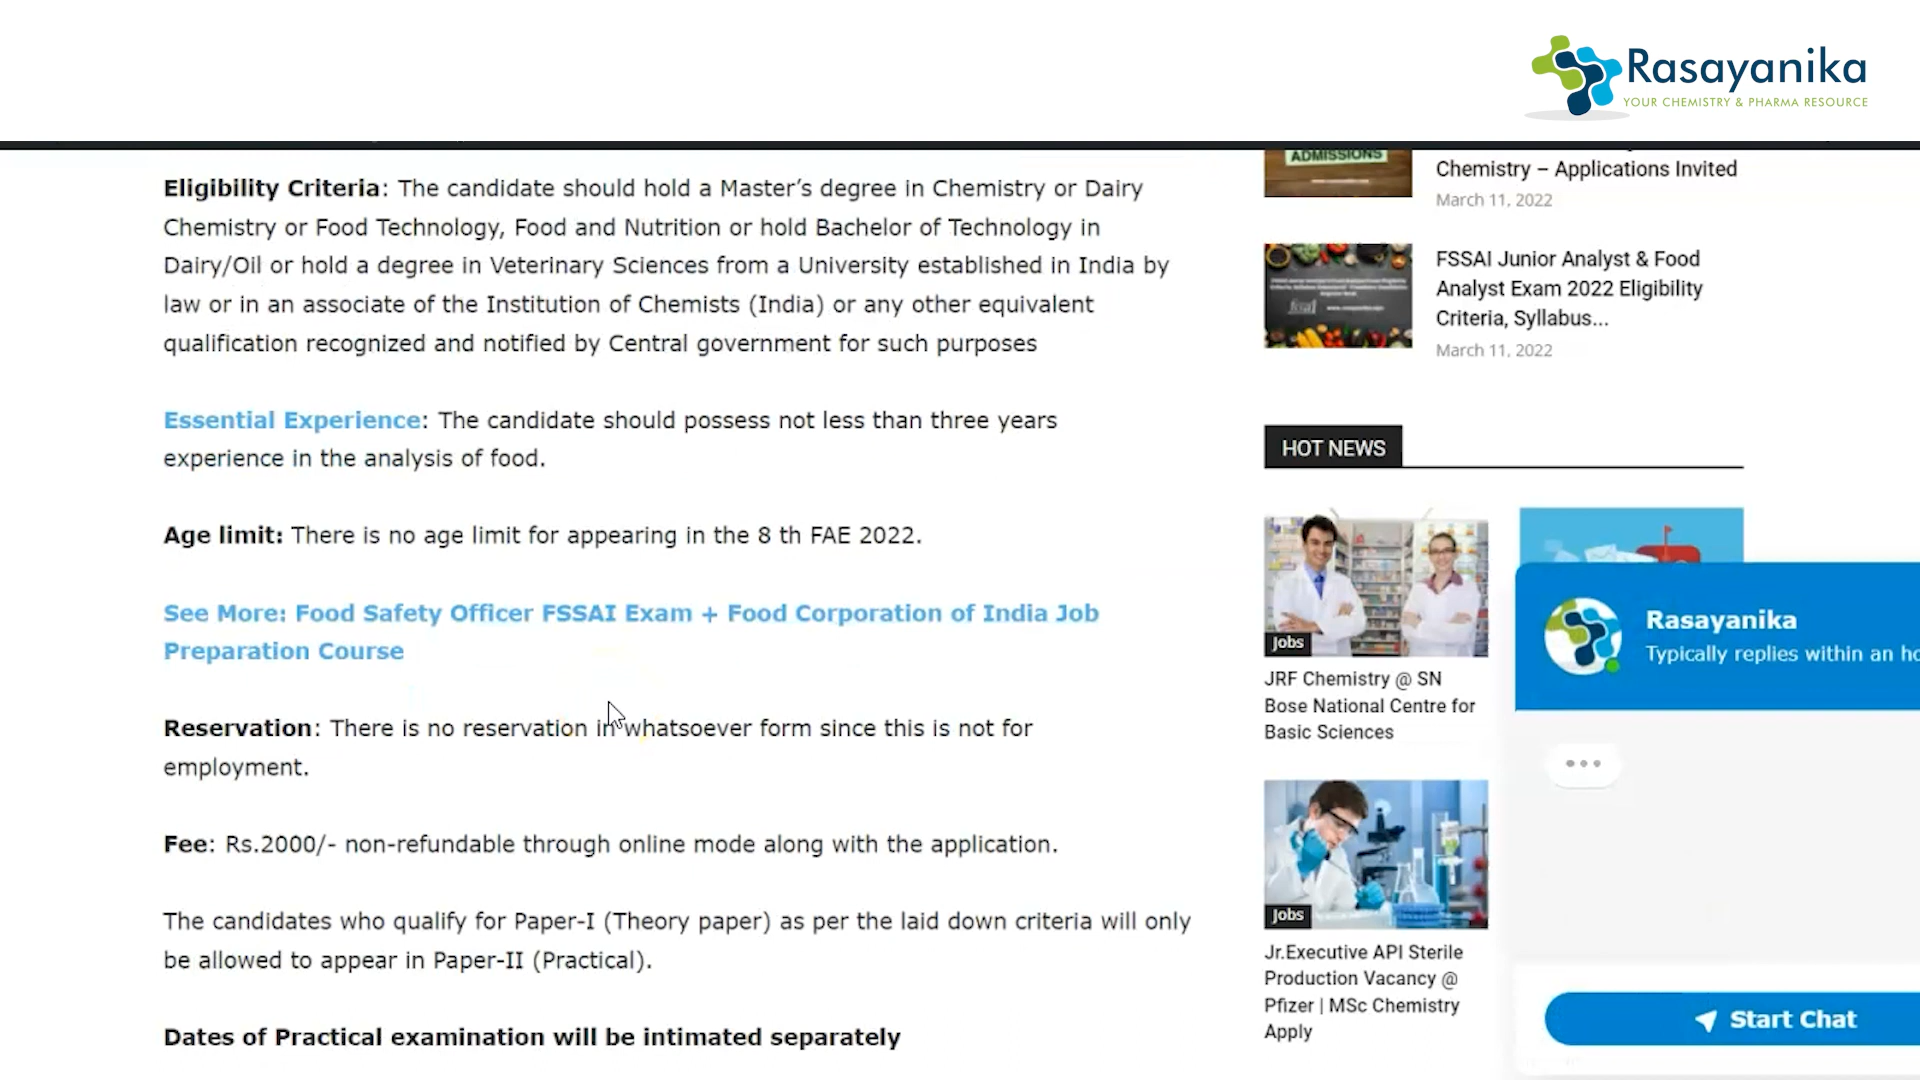 Rasayanika
YOUR CHEMISTRY & PHARMA RESOURCE
Eligibility Criteria: The candidate should hold a Master’s degree in Chemistry or Dairy
Chemistry or Food Technology, Food and Nutrition or hold Bachelor of Technology in
Dairy/Oil or hold a degree in Veterinary Sciences from a University established in India by
law or in an associate of the Institution of Chemists (India) or any other equivalent
qualification recognized and notified by Central government for such purposes
Essential Experience: The candidate should possess not less than three years
experience in the analysis of food.
Age limit: There is no age limit for appearing in the 8 th FAE 2022.
See More: Food Safety Officer FSSAI Exam + Food Corporation of India Job
Preparation Course
Reservation: There is no reservation in whatsoever form since this is not for
employment.
Fee: Rs.2000/- non-refundable through online mode along with the application.
The candidates who qualify for Paper-I (Theory paper) as per the laid down criteria will only
be allowed to appear in Paper-II (Practical).
Dates of Practical examination will be intimated separately
ADMISSIONS
Chemistry – Applications Invited
March 11, 2022
FSSAI Junior Analyst & Food
Analyst Exam 2022 Eligibility
Criteria, Syllabus...
March 11, 2022
HOT NEWS
Jobs
JRF Chemistry @ SN
Bose National Centre for
Basic Sciences
Jobs
Jr.Executive API Sterile
Production Vacancy @
Pfizer | MSc Chemistry
Apply
Rasayanika
Typically replies within an ho
Start Chat